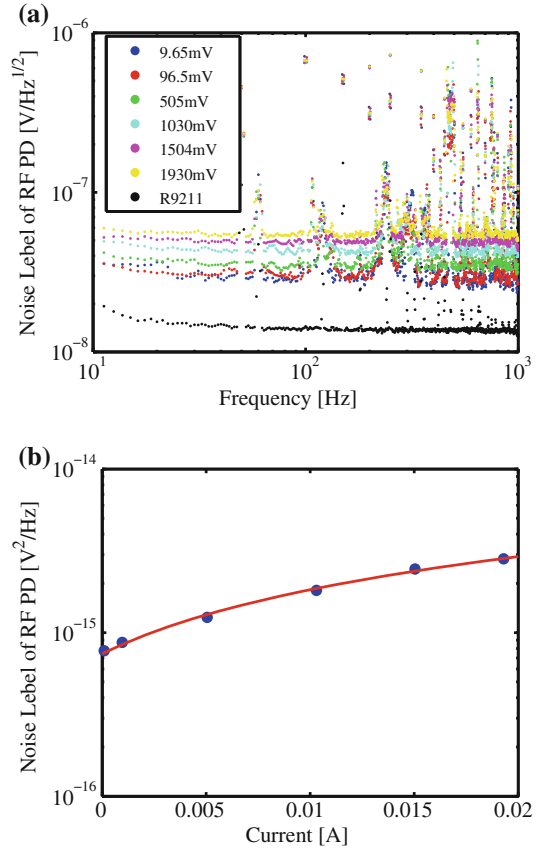 (a)
10^-6
Noise Lebel of RF PD [V/Hz^1/2]
9.65mV
96.5mV
505mV
1030mV
1504mV
1930mV
R9211
10^-7
10^-8
10^1 10^2 10^3
Frequency [Hz]
(b)
10^-14
Noise Lebel of RF PD [V^2/Hz]
10^-15
10^-16
0 0.005 0.01 0.015 0.02
Current [A]